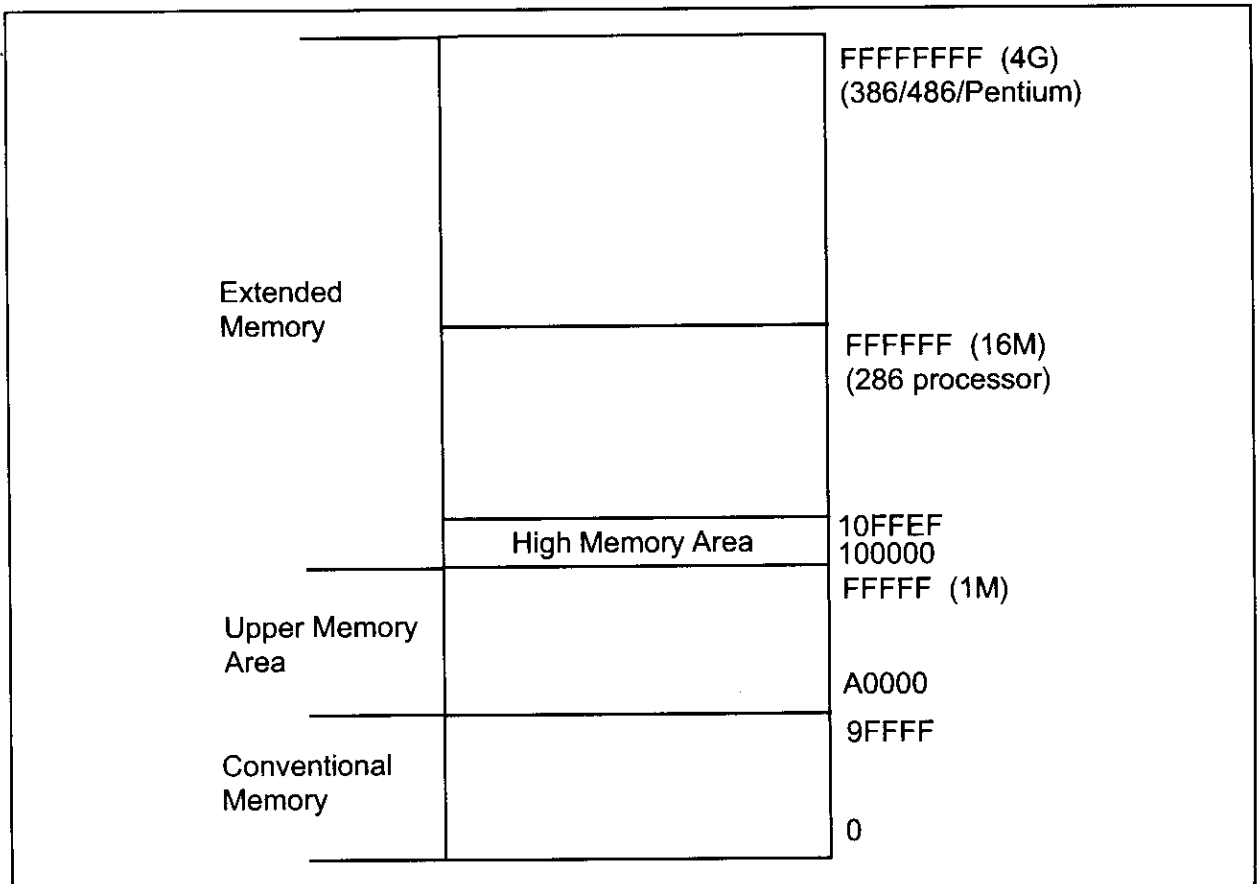 FFFFFFFF (4G)
(386/486/Pentium)
Extended
Memory
FFFFFF (16M)
(286 processor)
High Memory Area
10FFEF
100000
FFFFF (1M)
Upper Memory
Area
A0000
9FFFF
Conventional
Memory
0